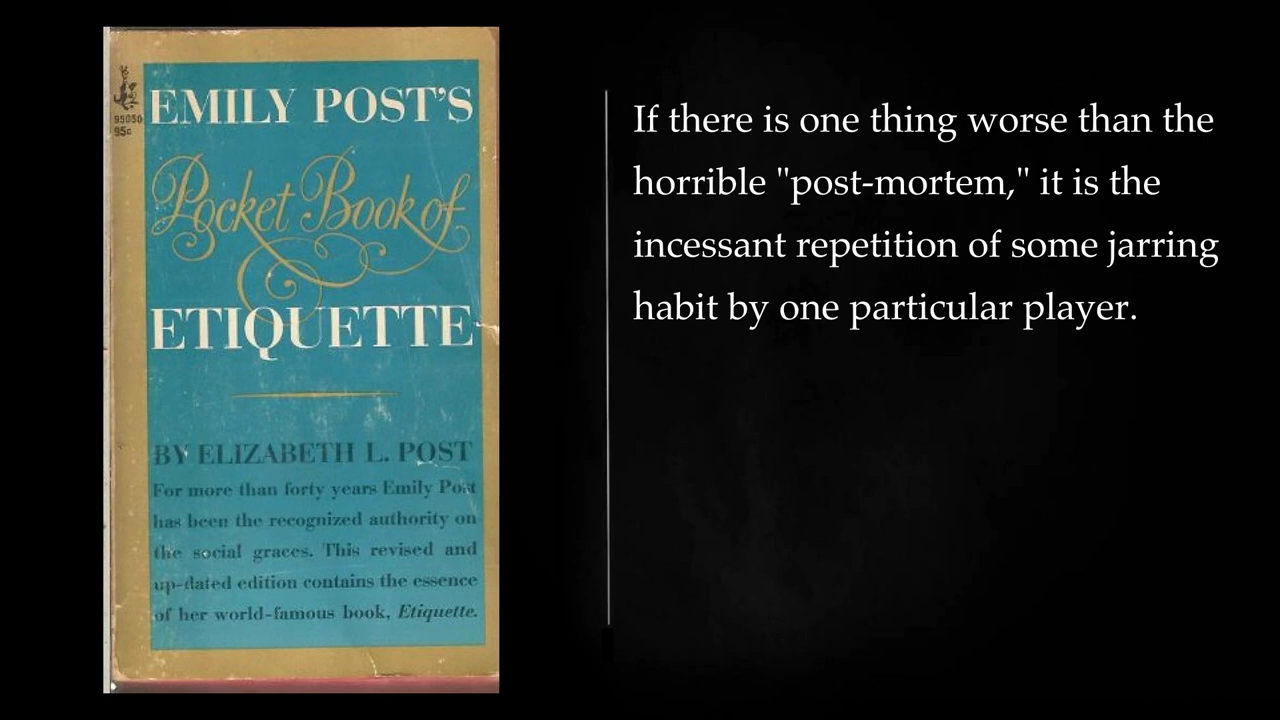 EMILY POST'S
Pocket Book of
ETIQUETTE
95050
95c
BY ELIZABETH L. POST
For more than forty years Emily Post
has been the recognized authority on
the social graces. This revised and
up-dated edition contains the essence
of her world-famous book, Etiquette.
If there is one thing worse than the
horrible "post-mortem," it is the
incessant repetition of some jarring
habit by one particular player.